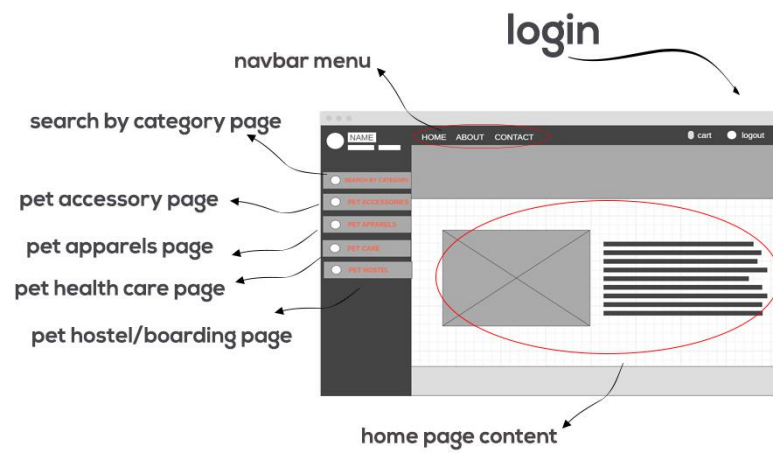 login
navbar menu
search by category page
NAME
HOME ABOUT CONTACT
cart
logout
SEARCH BY CATEGORY
pet accessory page
PET ACCESSORIES
PET APPARELS
pet apparels page
PET CARE
pet health care page
PET HOSTEL
pet hostel/boarding page
home page content